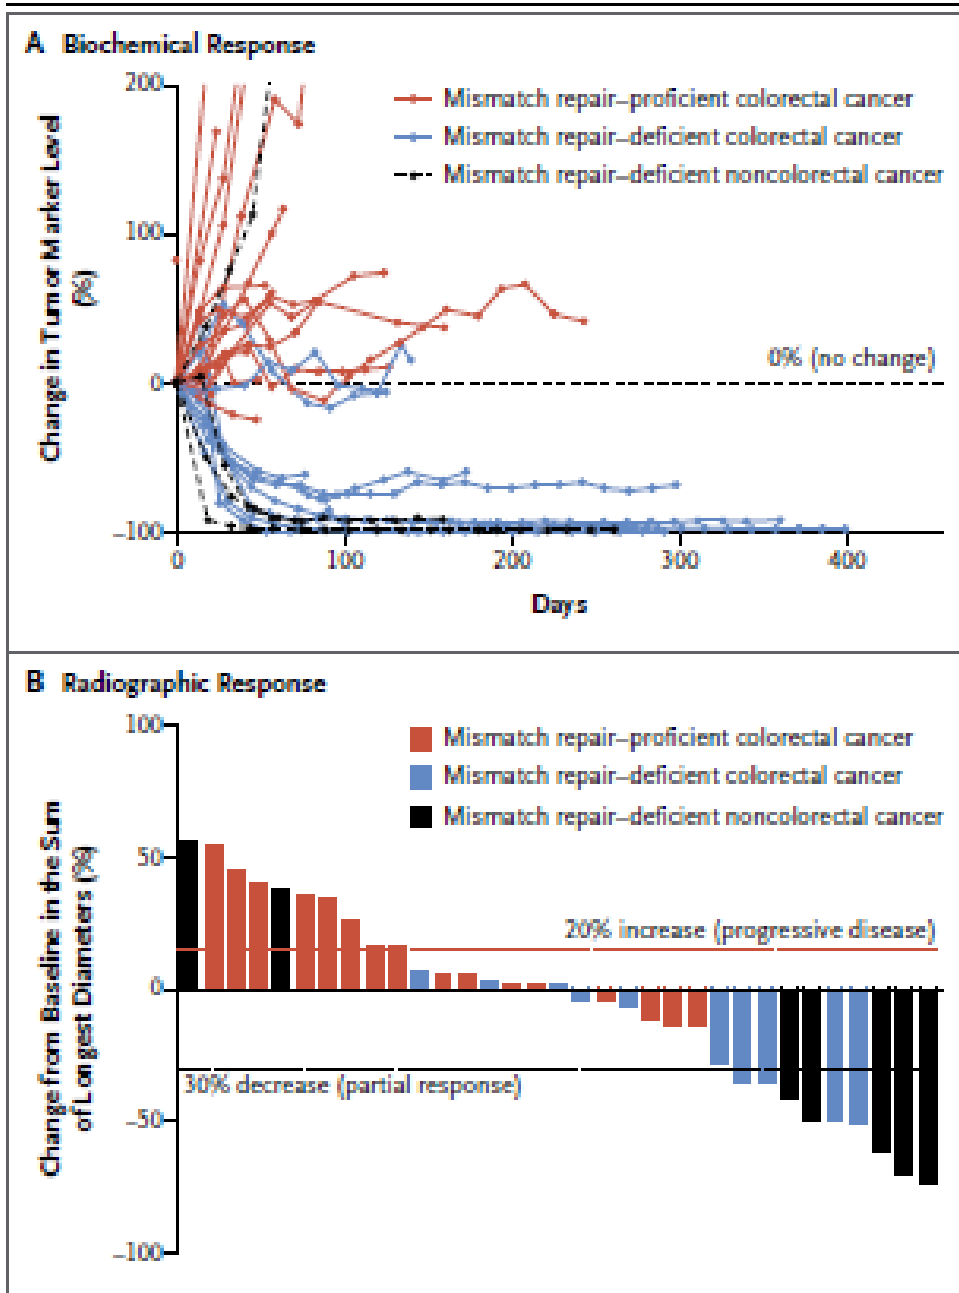 A Biochemical Response
200
100
0
–100
Change in Tumor Marker Level
(%)
Mismatch repair–proficient colorectal cancer
Mismatch repair–deficient colorectal cancer
Mismatch repair–deficient noncolorectal cancer
0% (no change)
0 100 200 300 400
Days
B Radiographic Response
100
50
0
–50
–100
Change from Baseline in the Sum
of Longest Diameters (%)
Mismatch repair–proficient colorectal cancer
Mismatch repair–deficient colorectal cancer
Mismatch repair–deficient noncolorectal cancer
20% increase (progressive disease)
30% decrease (partial response)